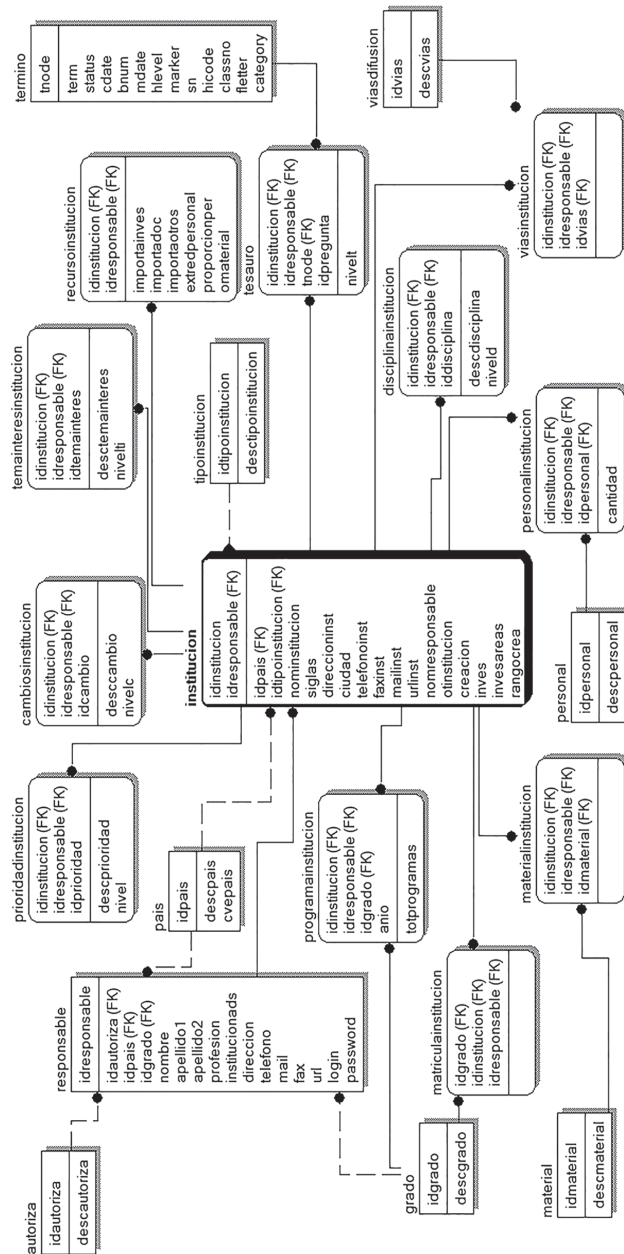 autoriza
idautoriza
descautoriza
responsable
idresponsable
idautoriza (FK)
idpais (FK)
idgrado (FK)
nombre
apellido1
apellido2
profesion
institucionads
direccion
telefono
mail
fax
url
login
password
grado
idgrado
descgrado
material
idmaterial
descmaterial
prioridadinstitucion
idinstitucion (FK)
idresponsable (FK)
idprioridad
descprioridad
nivel
pais
idpais
descpais
cvepais
programainstitucion
idinstitucion (FK)
idresponsable (FK)
idgrado (FK)
anio
totprogramas
matriculainstitucion
idgrado (FK)
idinstitucion (FK)
idresponsable (FK)
materialinstitucion
idinstitucion (FK)
idresponsable (FK)
idmaterial (FK)
cambiosinstitucion
idinstitucion (FK)
idresponsable (FK)
idcambio
desccambio
nivelc
institucion
idinstitucion
idresponsable (FK)
idpais (FK)
idtipoinstitucion (FK)
nominstitucion
siglas
direccioninst
ciudad
telefonoinst
faxinst
mailinst
urlinst
nomresponsable
otinstitucion
creacion
inves
invesareas
rangocrea
personal
idpersonal
descpersonal
temainteresinstitucion
idinstitucion (FK)
idresponsable (FK)
idtemainteres
desctemainteres
nivelti
tipoinstitucion
idtipoinstitucion
desctipoinstitucion
personalinstitucion
idinstitucion (FK)
idresponsable (FK)
idpersonal (FK)
cantidad
recursoinstitucion
idinstitucion (FK)
idresponsable (FK)
importainves
importadoc
importaotros
extredpersonal
proporcionper
omaterial
tesauro
idinstitucion (FK)
idresponsable (FK)
tnode (FK)
idpregunta
nivelt
disciplinainstitucion
idinstitucion (FK)
idresponsable (FK)
iddisciplina
descdisciplina
niveld
termino
tnode
term
status
cdate
bnum
mdate
hlevel
marker
sn
hicode
classno
fletter
category
viasdifusion
idvias
descvias
viasinstitucion
idinstitucion (FK)
idresponsable (FK)
idvias (FK)